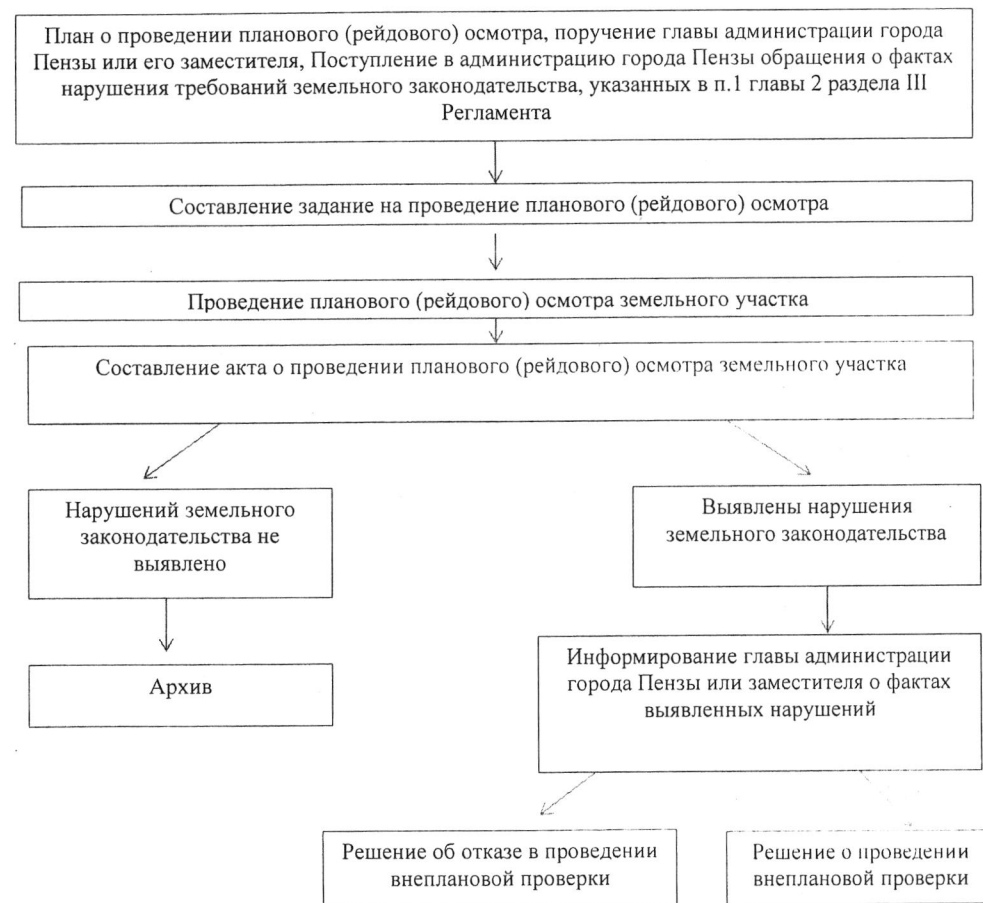 План о проведении планового (рейдового) осмотра, поручение главы администрации города
Пензы или его заместителя, Поступление в администрацию города Пензы обращения о фактах
нарушения требований земельного законодательства, указанных в п.1 главы 2 раздела III
Регламента
Составление задание на проведение планового (рейдового) осмотра
Проведение планового (рейдового) осмотра земельного участка
Составление акта о проведении планового (рейдового) осмотра земельного участка
Нарушений земельного
законодательства не
выявлено
Архив
Выявлены нарушения
земельного законодательства
Информирование главы администрации
города Пензы или заместителя о фактах
выявленных нарушений
Решение об отказе в проведении
внеплановой проверки
Решение о проведении
внеплановой проверки